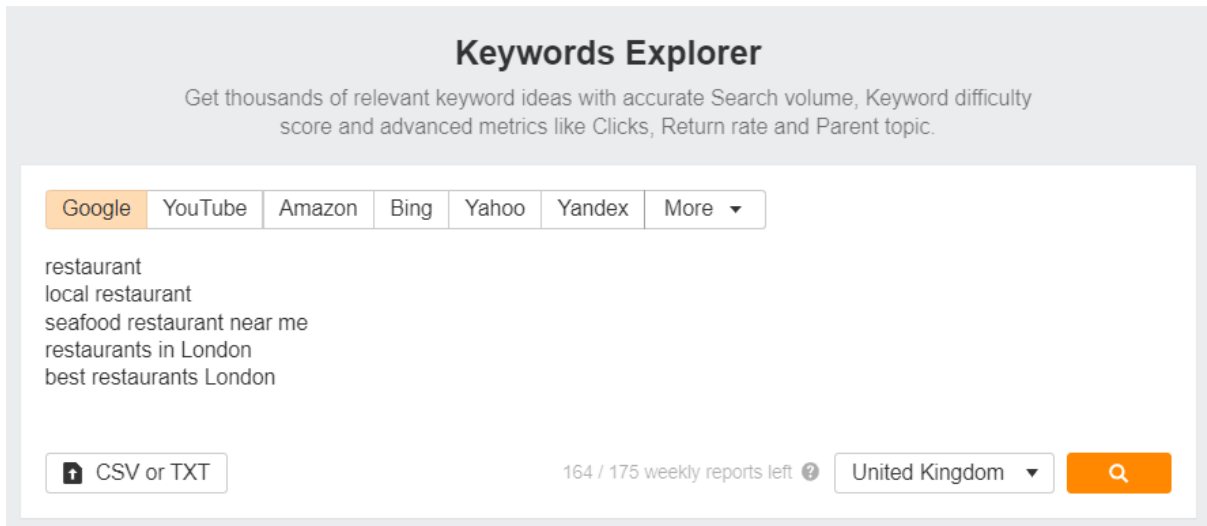 Keywords Explorer
Get thousands of relevant keyword ideas with accurate Search volume, Keyword difficulty
score and advanced metrics like Clicks, Return rate and Parent topic.
Google YouTube Amazon Bing Yahoo Yandex More
restaurant
local restaurant
seafood restaurant near me
restaurants in London
best restaurants London
CSV or TXT 164 / 175 weekly reports left ? United Kingdom